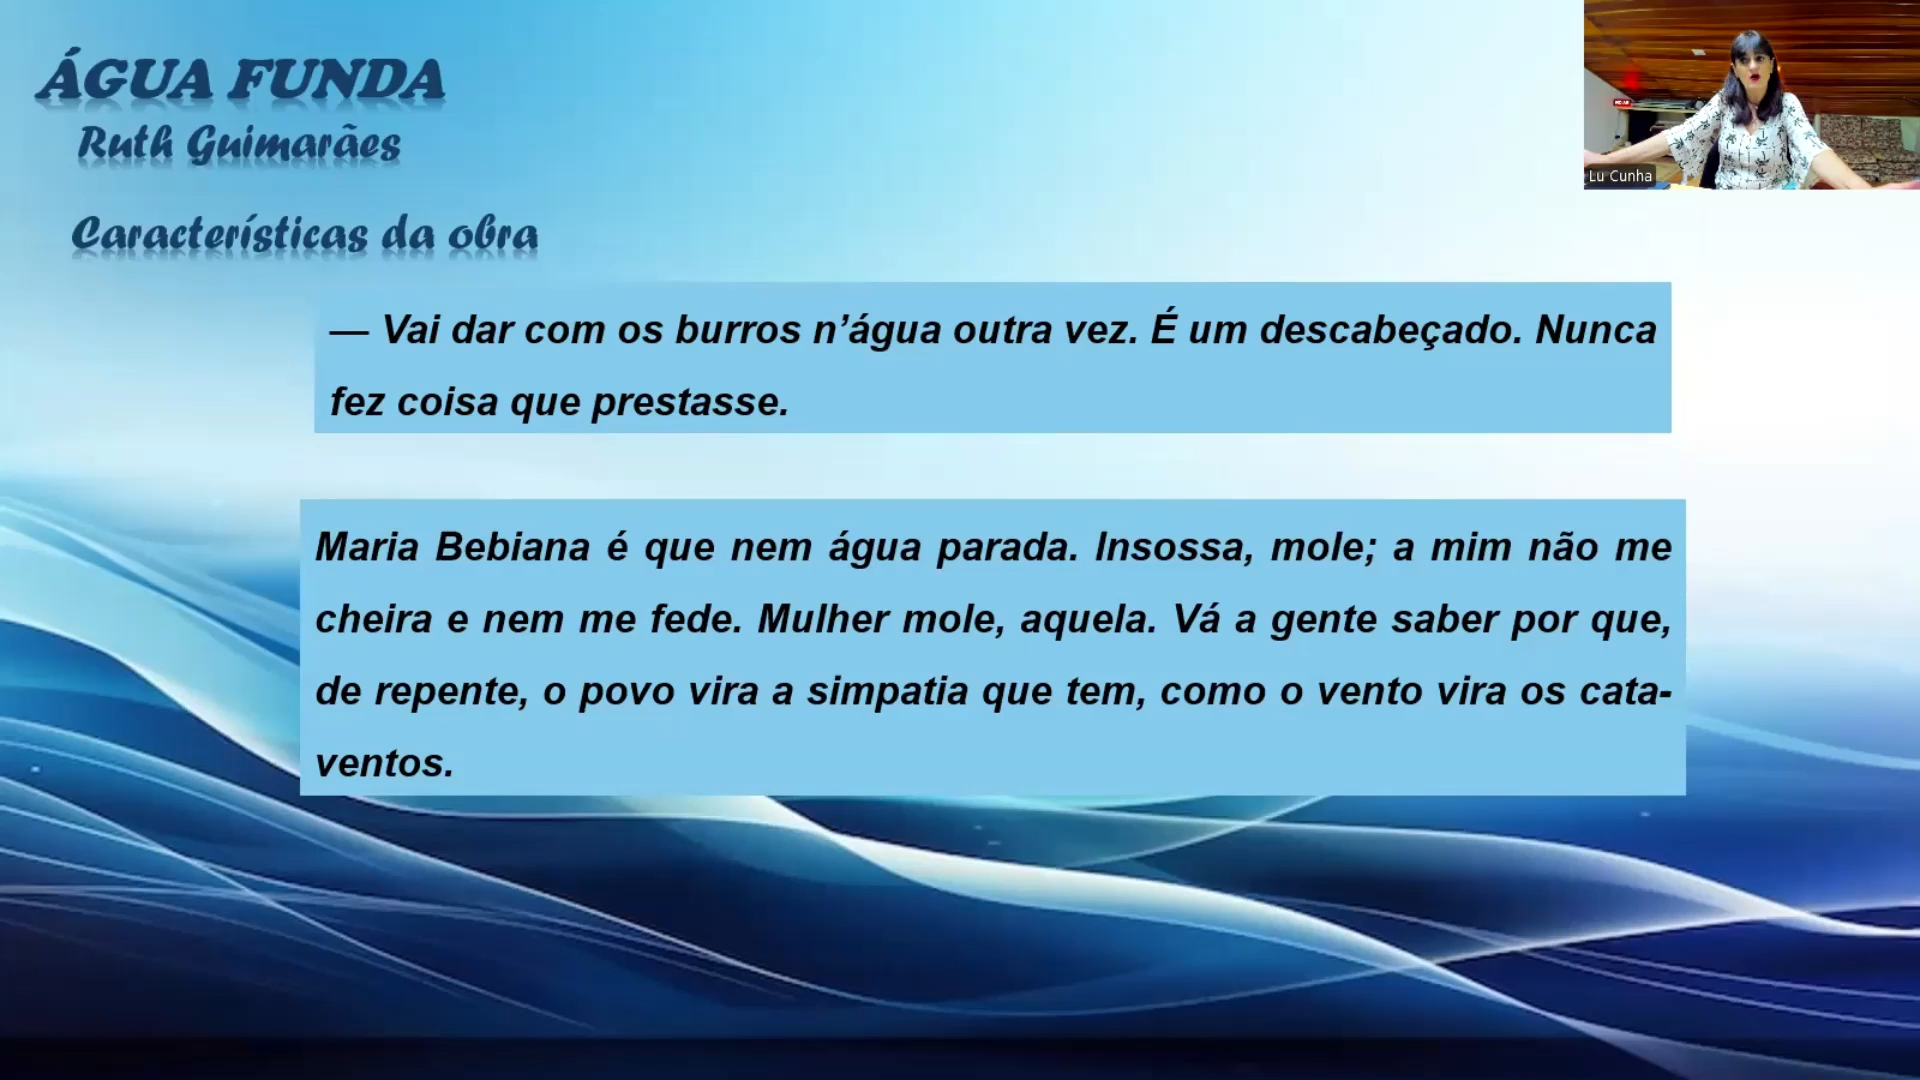 ÁGUA FUNDA
Ruth Guimarães
Características da obra
— Vai dar com os burros n’água outra vez. É um descabeçado. Nunca
fez coisa que prestasse.
Maria Bebiana é que nem água parada. Insossa, mole; a mim não me
cheira e nem me fede. Mulher mole, aquela. Vá a gente saber por que,
de repente, o povo vira a simpatia que tem, como o vento vira os cata-
ventos.
Lu Cunha